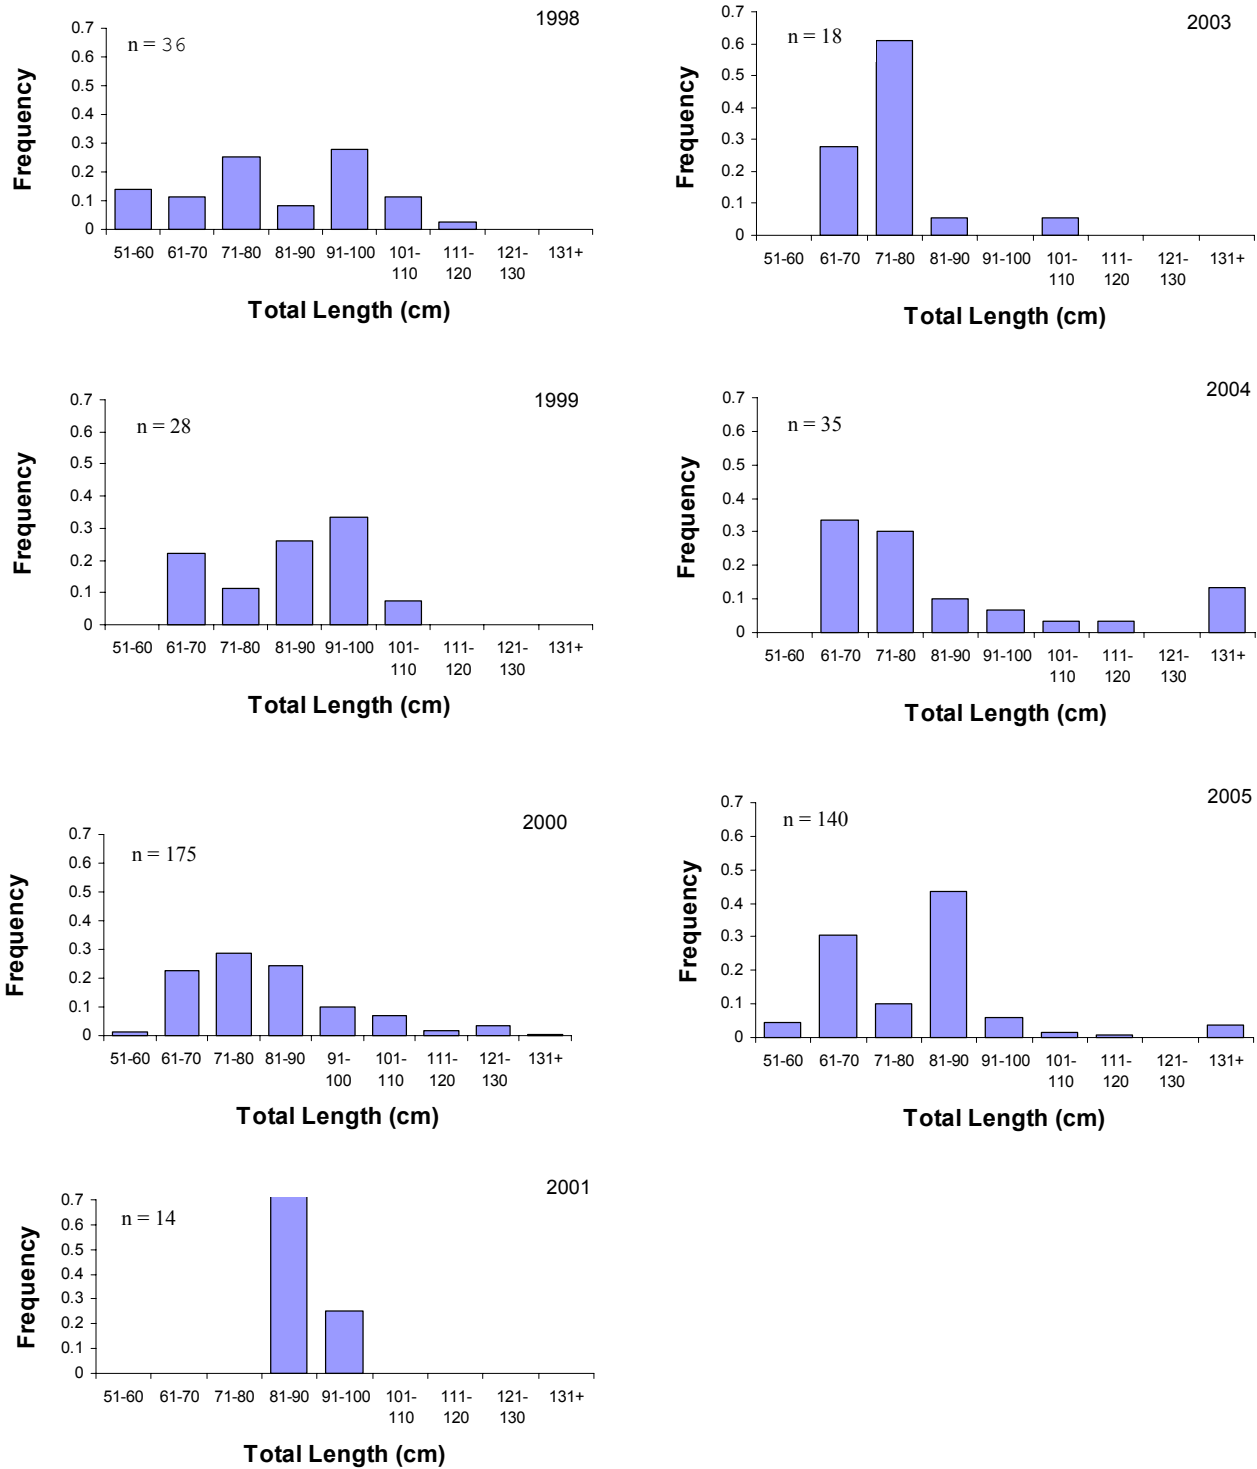 1998
n = 36
Frequency
0.7
0.6
0.5
0.4
0.3
0.2
0.1
0
51-60 61-70 71-80 81-90 91-100 101- 111- 121- 131+
110 120 130
Total Length (cm)
2003
n = 18
Frequency
0.7
0.6
0.5
0.4
0.3
0.2
0.1
0
51-60 61-70 71-80 81-90 91-100 101- 111- 121- 131+
110 120 130
Total Length (cm)
1999
n = 28
Frequency
0.7
0.6
0.5
0.4
0.3
0.2
0.1
0
51-60 61-70 71-80 81-90 91-100 101- 111- 121- 131+
110 120 130
Total Length (cm)
2004
n = 35
Frequency
0.7
0.6
0.5
0.4
0.3
0.2
0.1
0
51-60 61-70 71-80 81-90 91-100 101- 111- 121- 131+
110 120 130
Total Length (cm)
2000
n = 175
Frequency
0.7
0.6
0.5
0.4
0.3
0.2
0.1
0
51-60 61-70 71-80 81-90 91- 101- 111- 121- 131+
100 110 120 130
Total Length (cm)
2005
n = 140
Frequency
0.7
0.6
0.5
0.4
0.3
0.2
0.1
0
51-60 61-70 71-80 81-90 91-100 101- 111- 121- 131+
110 120 130
Total Length (cm)
2001
n = 14
Frequency
0.7
0.6
0.5
0.4
0.3
0.2
0.1
0
51-60 61-70 71-80 81-90 91-100 101- 111- 121- 131+
110 120 130
Total Length (cm)